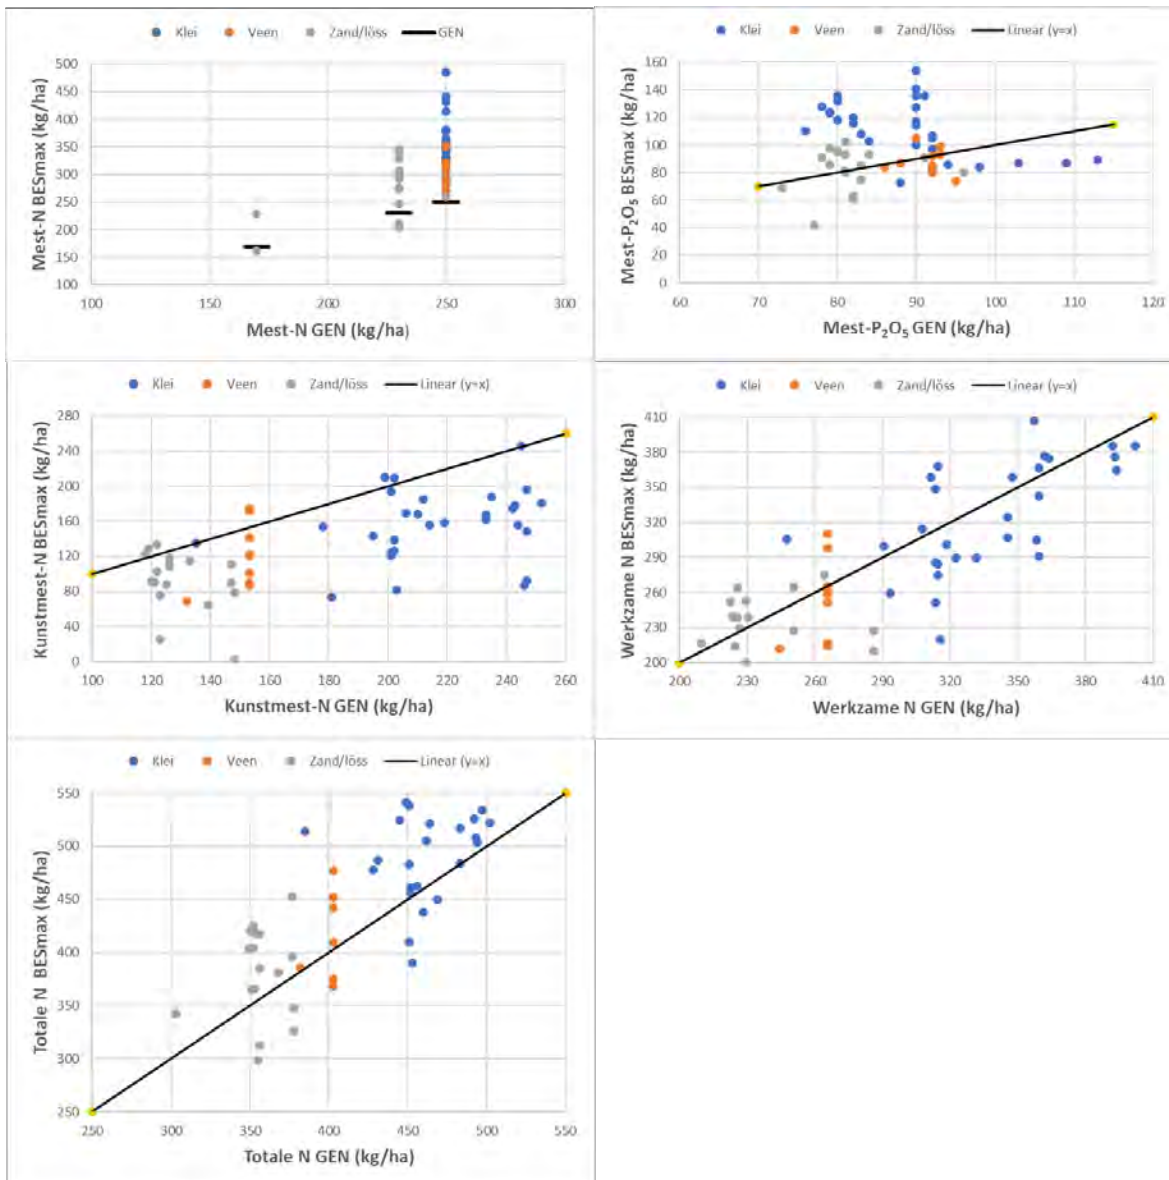 Klei Veen Zand/löss GEN
Mest-N BESmax (kg/ha)
500
450
400
350
300
250
200
150
100
100 150 200 250 300
Mest-N GEN (kg/ha)
Klei Veen Zand/löss Linear (y=x)
Mest-P₂O₅ BESmax (kg/ha)
160
140
120
100
80
60
40
20
0
60 70 80 90 100 110 120
Mest-P₂O₅ GEN (kg/ha)
Klei Veen Zand/löss Linear (y=x)
Kunstmest-N BESmax (kg/ha)
280
240
200
160
120
80
40
0
100 120 140 160 180 200 220 240 260
Kunstmest-N GEN (kg/ha)
Klei Veen Zand/löss Linear (y=x)
Werkzame N BESmax (kg/ha)
410
380
350
320
290
260
230
200
200 230 260 290 320 350 380 410
Werkzame N GEN (kg/ha)
Klei Veen Zand/löss Linear (y=x)
Totale N BESmax (kg/ha)
550
500
450
400
350
300
250
250 300 350 400 450 500 550
Totale N GEN (kg/ha)